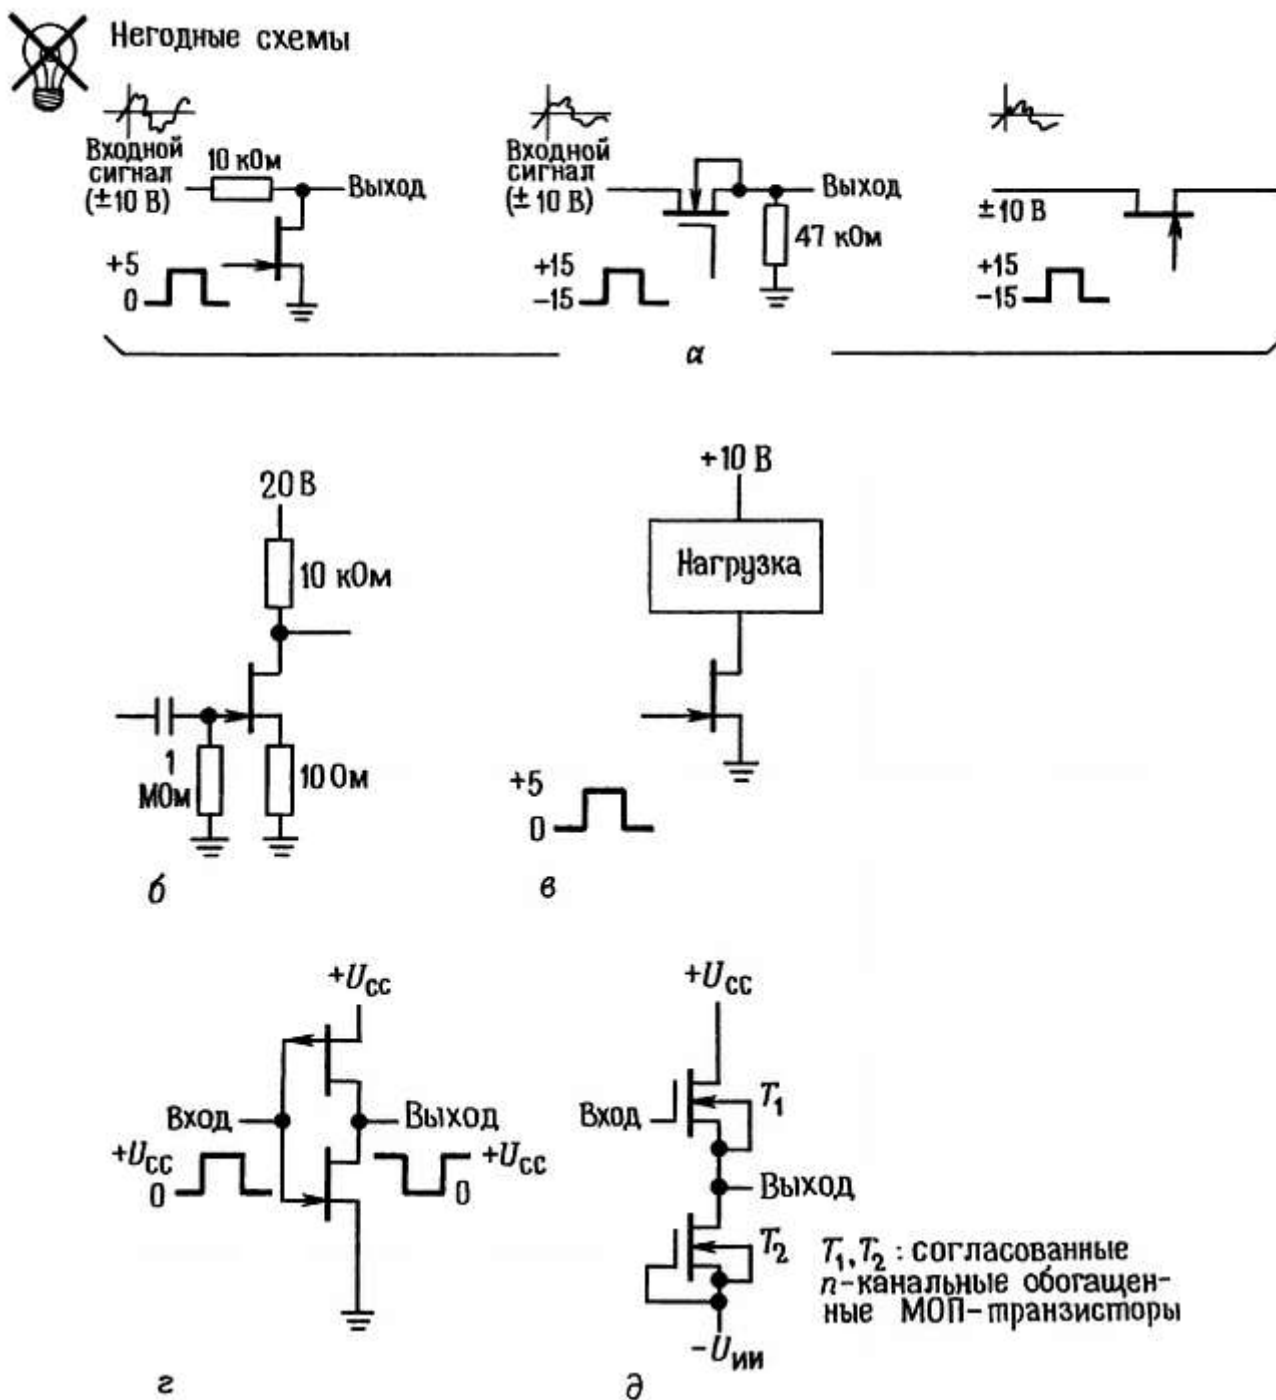 Негодные схемы
Входной
сигнал
(±10 В)
10 кОм
Выход
+5
0
Входной
сигнал
(±10 В)
Выход
47 кОм
+15
−15
±10 В
+15
−15
а
20 В
10 кОм
1
МОм
10 Ом
б
+10 В
Нагрузка
+5
0
в
+Uсс
Вход
Выход
+Uсс
0
+Uсс
0
г
+Uсс
Вход
T1
Выход
T2
−Uии
T1, T2 : согласованные
n-канальные обогащен-
ные МОП-транзисторы
д